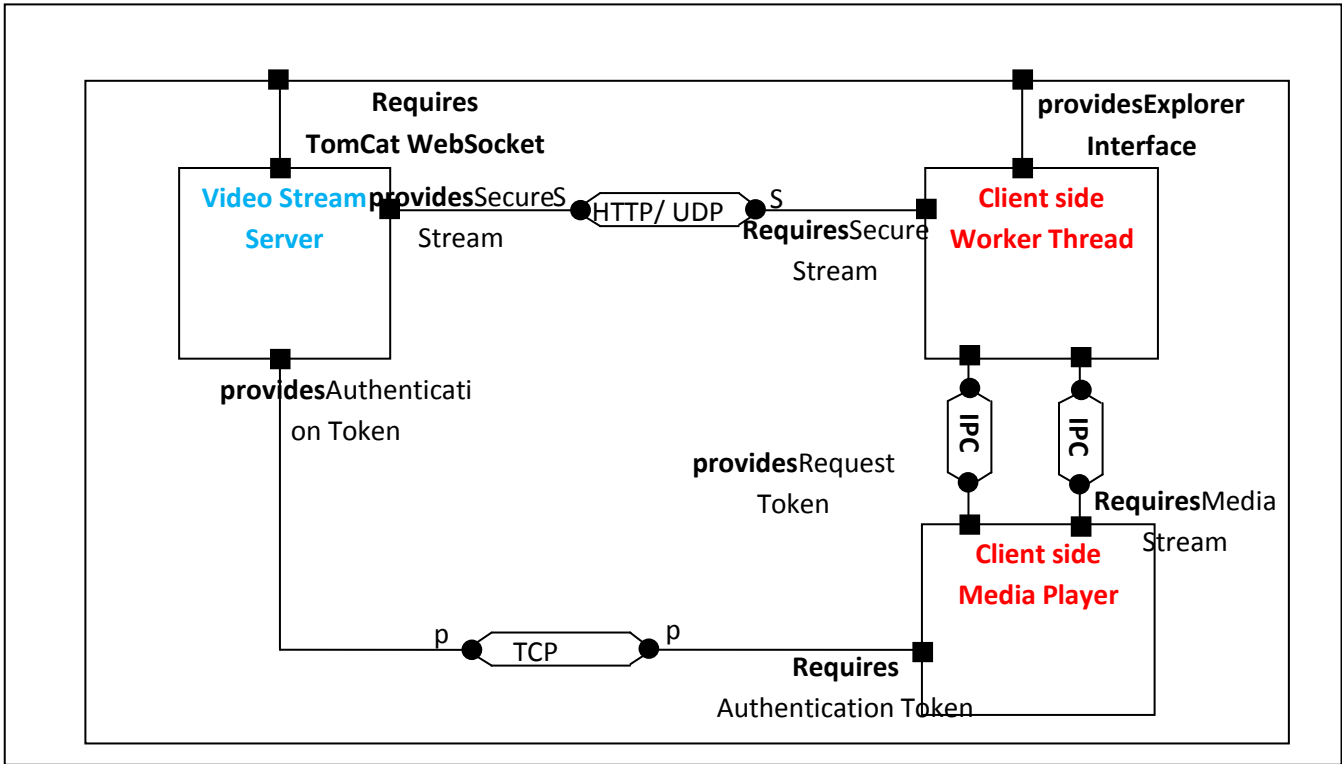 Requires
TomCat WebSocket
providesExplorer
Interface
Video Stream
Server
providesSecure
Stream
S
HTTP/ UDP
S
RequiresSecure
Stream
Client side
Worker Thread
providesAuthenticati
on Token
IPC
IPC
providesRequest
Token
RequiresMedia
Stream
Client side
Media Player
p
TCP
p
Requires
Authentication Token